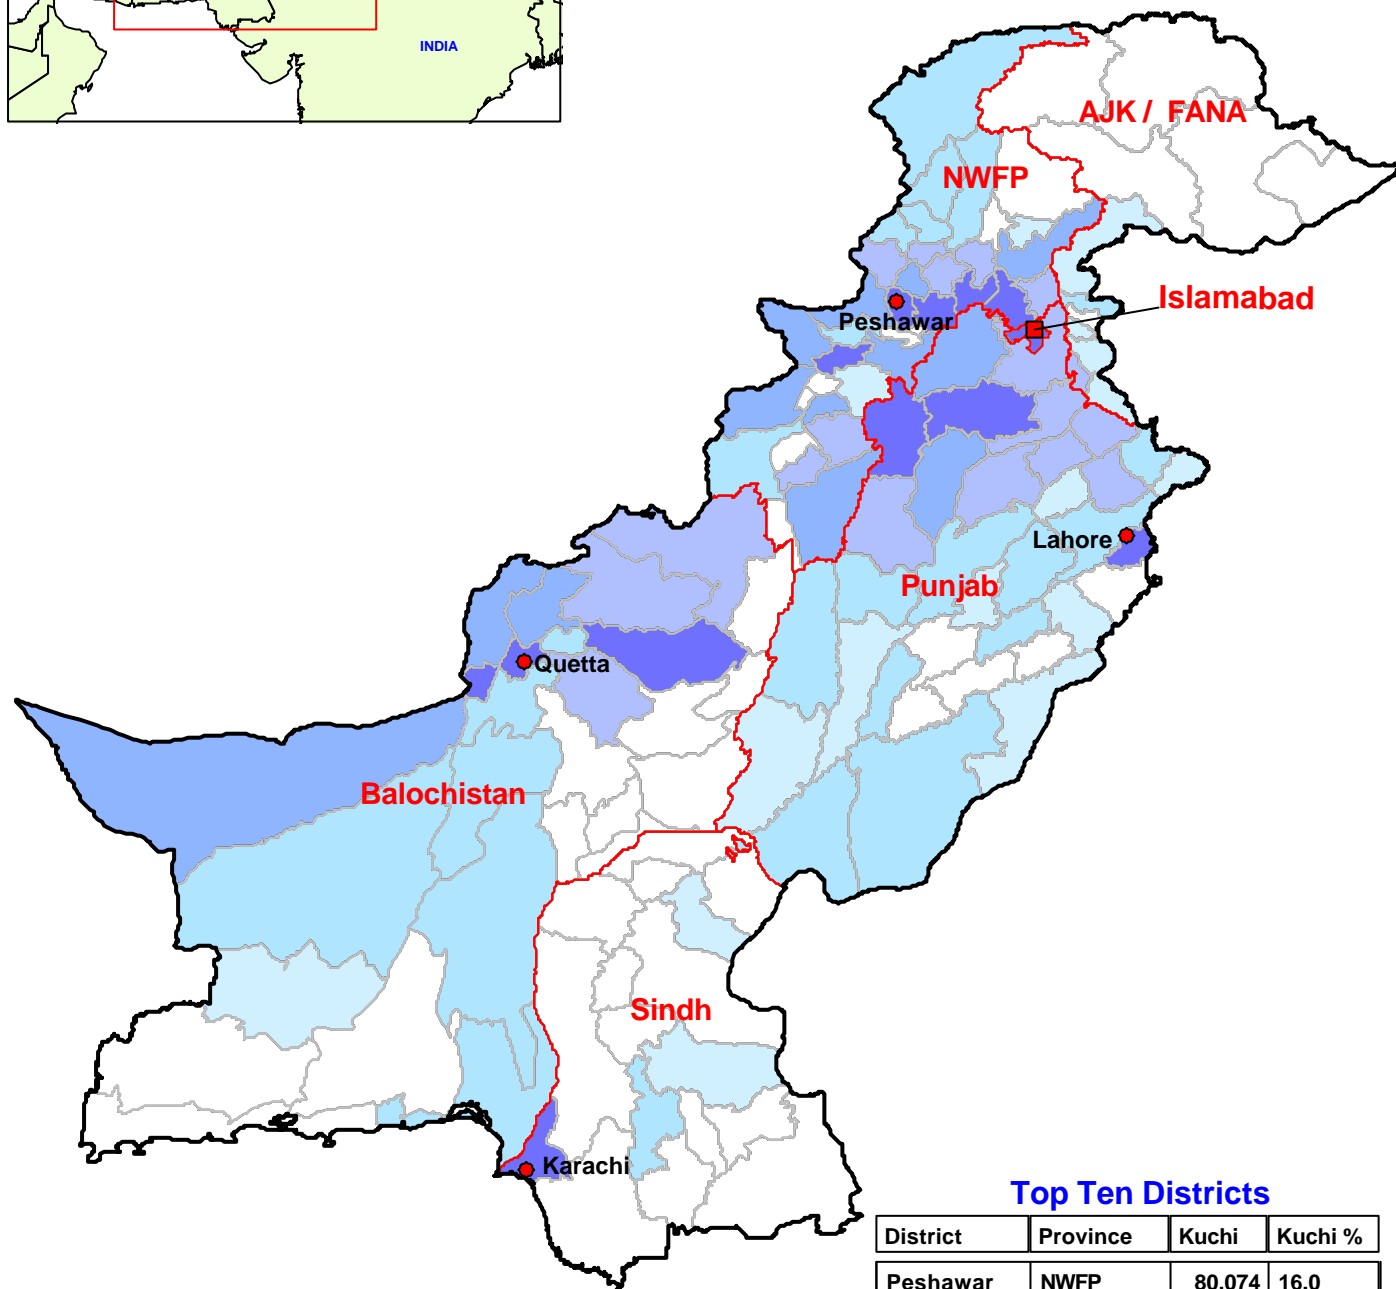 INDIA
AJK / FANA
NWFP
Islamabad
Peshawar
Lahore
Punjab
Quetta
Balochistan
Sindh
Karachi
Top Ten Districts
District Province Kuchi Kuchi %
Peshawar NWFP 80,074 16.0